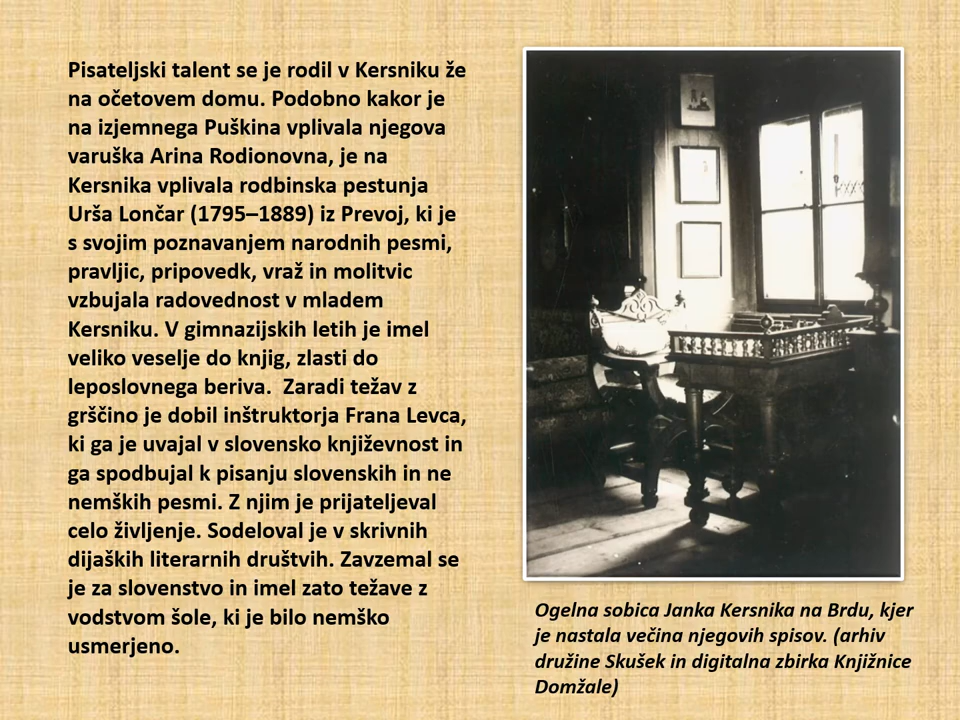 Pisateljski talent se je rodil v Kersniku že
na očetovem domu. Podobno kakor je
na izjemnega Puškina vplivala njegova
varuška Arina Rodionovna, je na
Kersnika vplivala rodbinska pestunja
Urša Lončar (1795–1889) iz Prevoj, ki je
s svojim poznavanjem narodnih pesmi,
pravljic, pripovedk, vraž in molitvic
vzbujala radovednost v mladem
Kersniku. V gimnazijskih letih je imel
veliko veselje do knjig, zlasti do
leposlovnega beriva.  Zaradi težav z
grščino je dobil inštruktorja Frana Levca,
ki ga je uvajal v slovensko književnost in
ga spodbujal k pisanju slovenskih in ne
nemških pesmi. Z njim je prijateljeval
celo življenje. Sodeloval je v skrivnih
dijaških literarnih društvih. Zavzemal se
je za slovenstvo in imel zato težave z
vodstvom šole, ki je bilo nemško
usmerjeno.
Ogelna sobica Janka Kersnika na Brdu, kjer
je nastala večina njegovih spisov. (arhiv
družine Skušek in digitalna zbirka Knjižnice
Domžale)